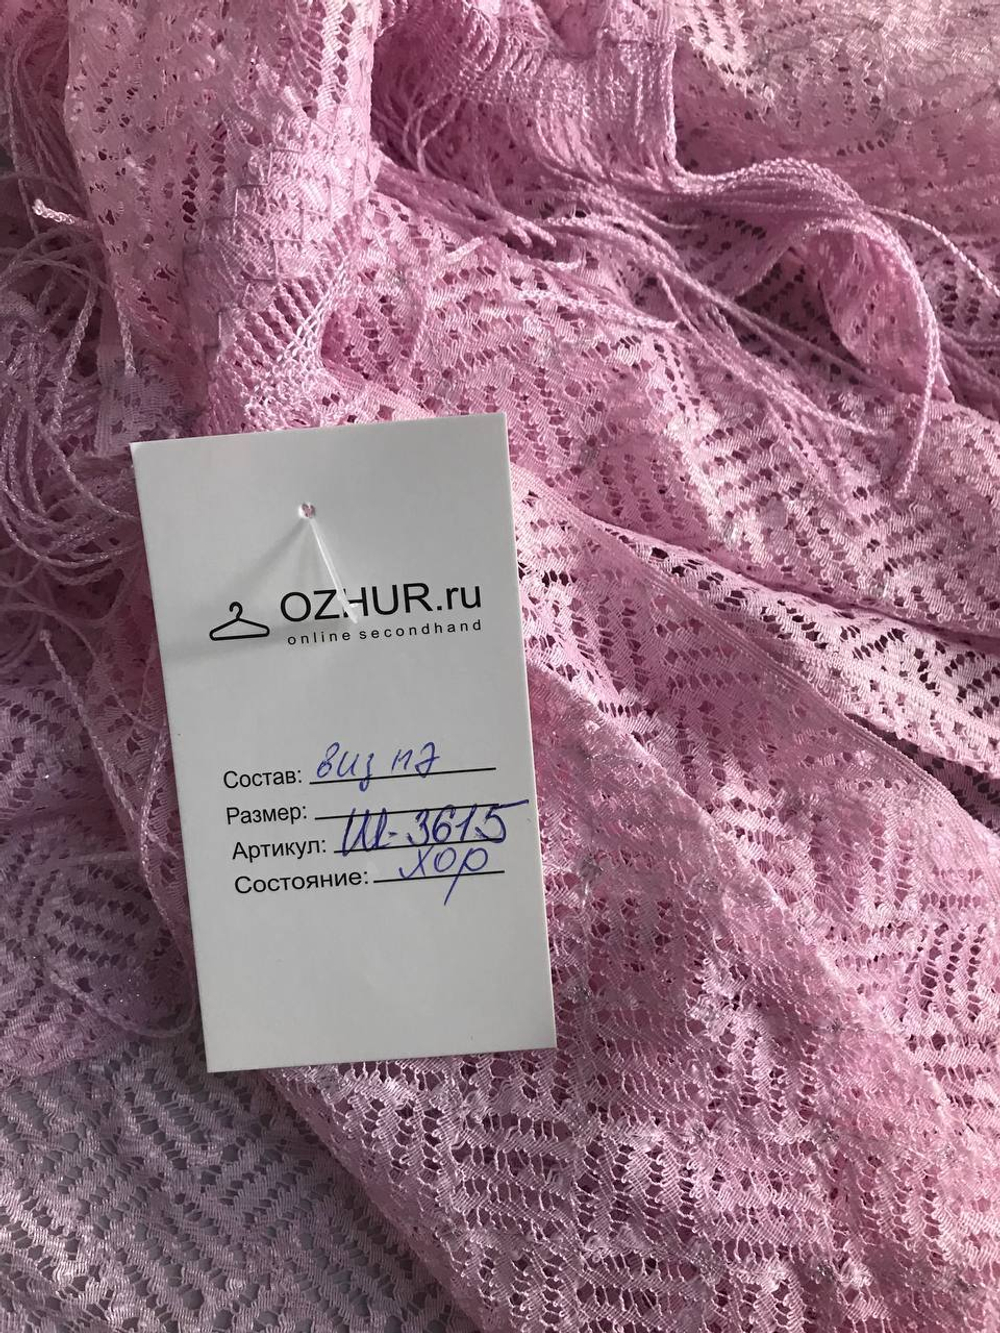 OZHUR.ru
online secondhand
Состав: виз пэ
Размер:
Артикул: Ш-3615
Состояние: хор